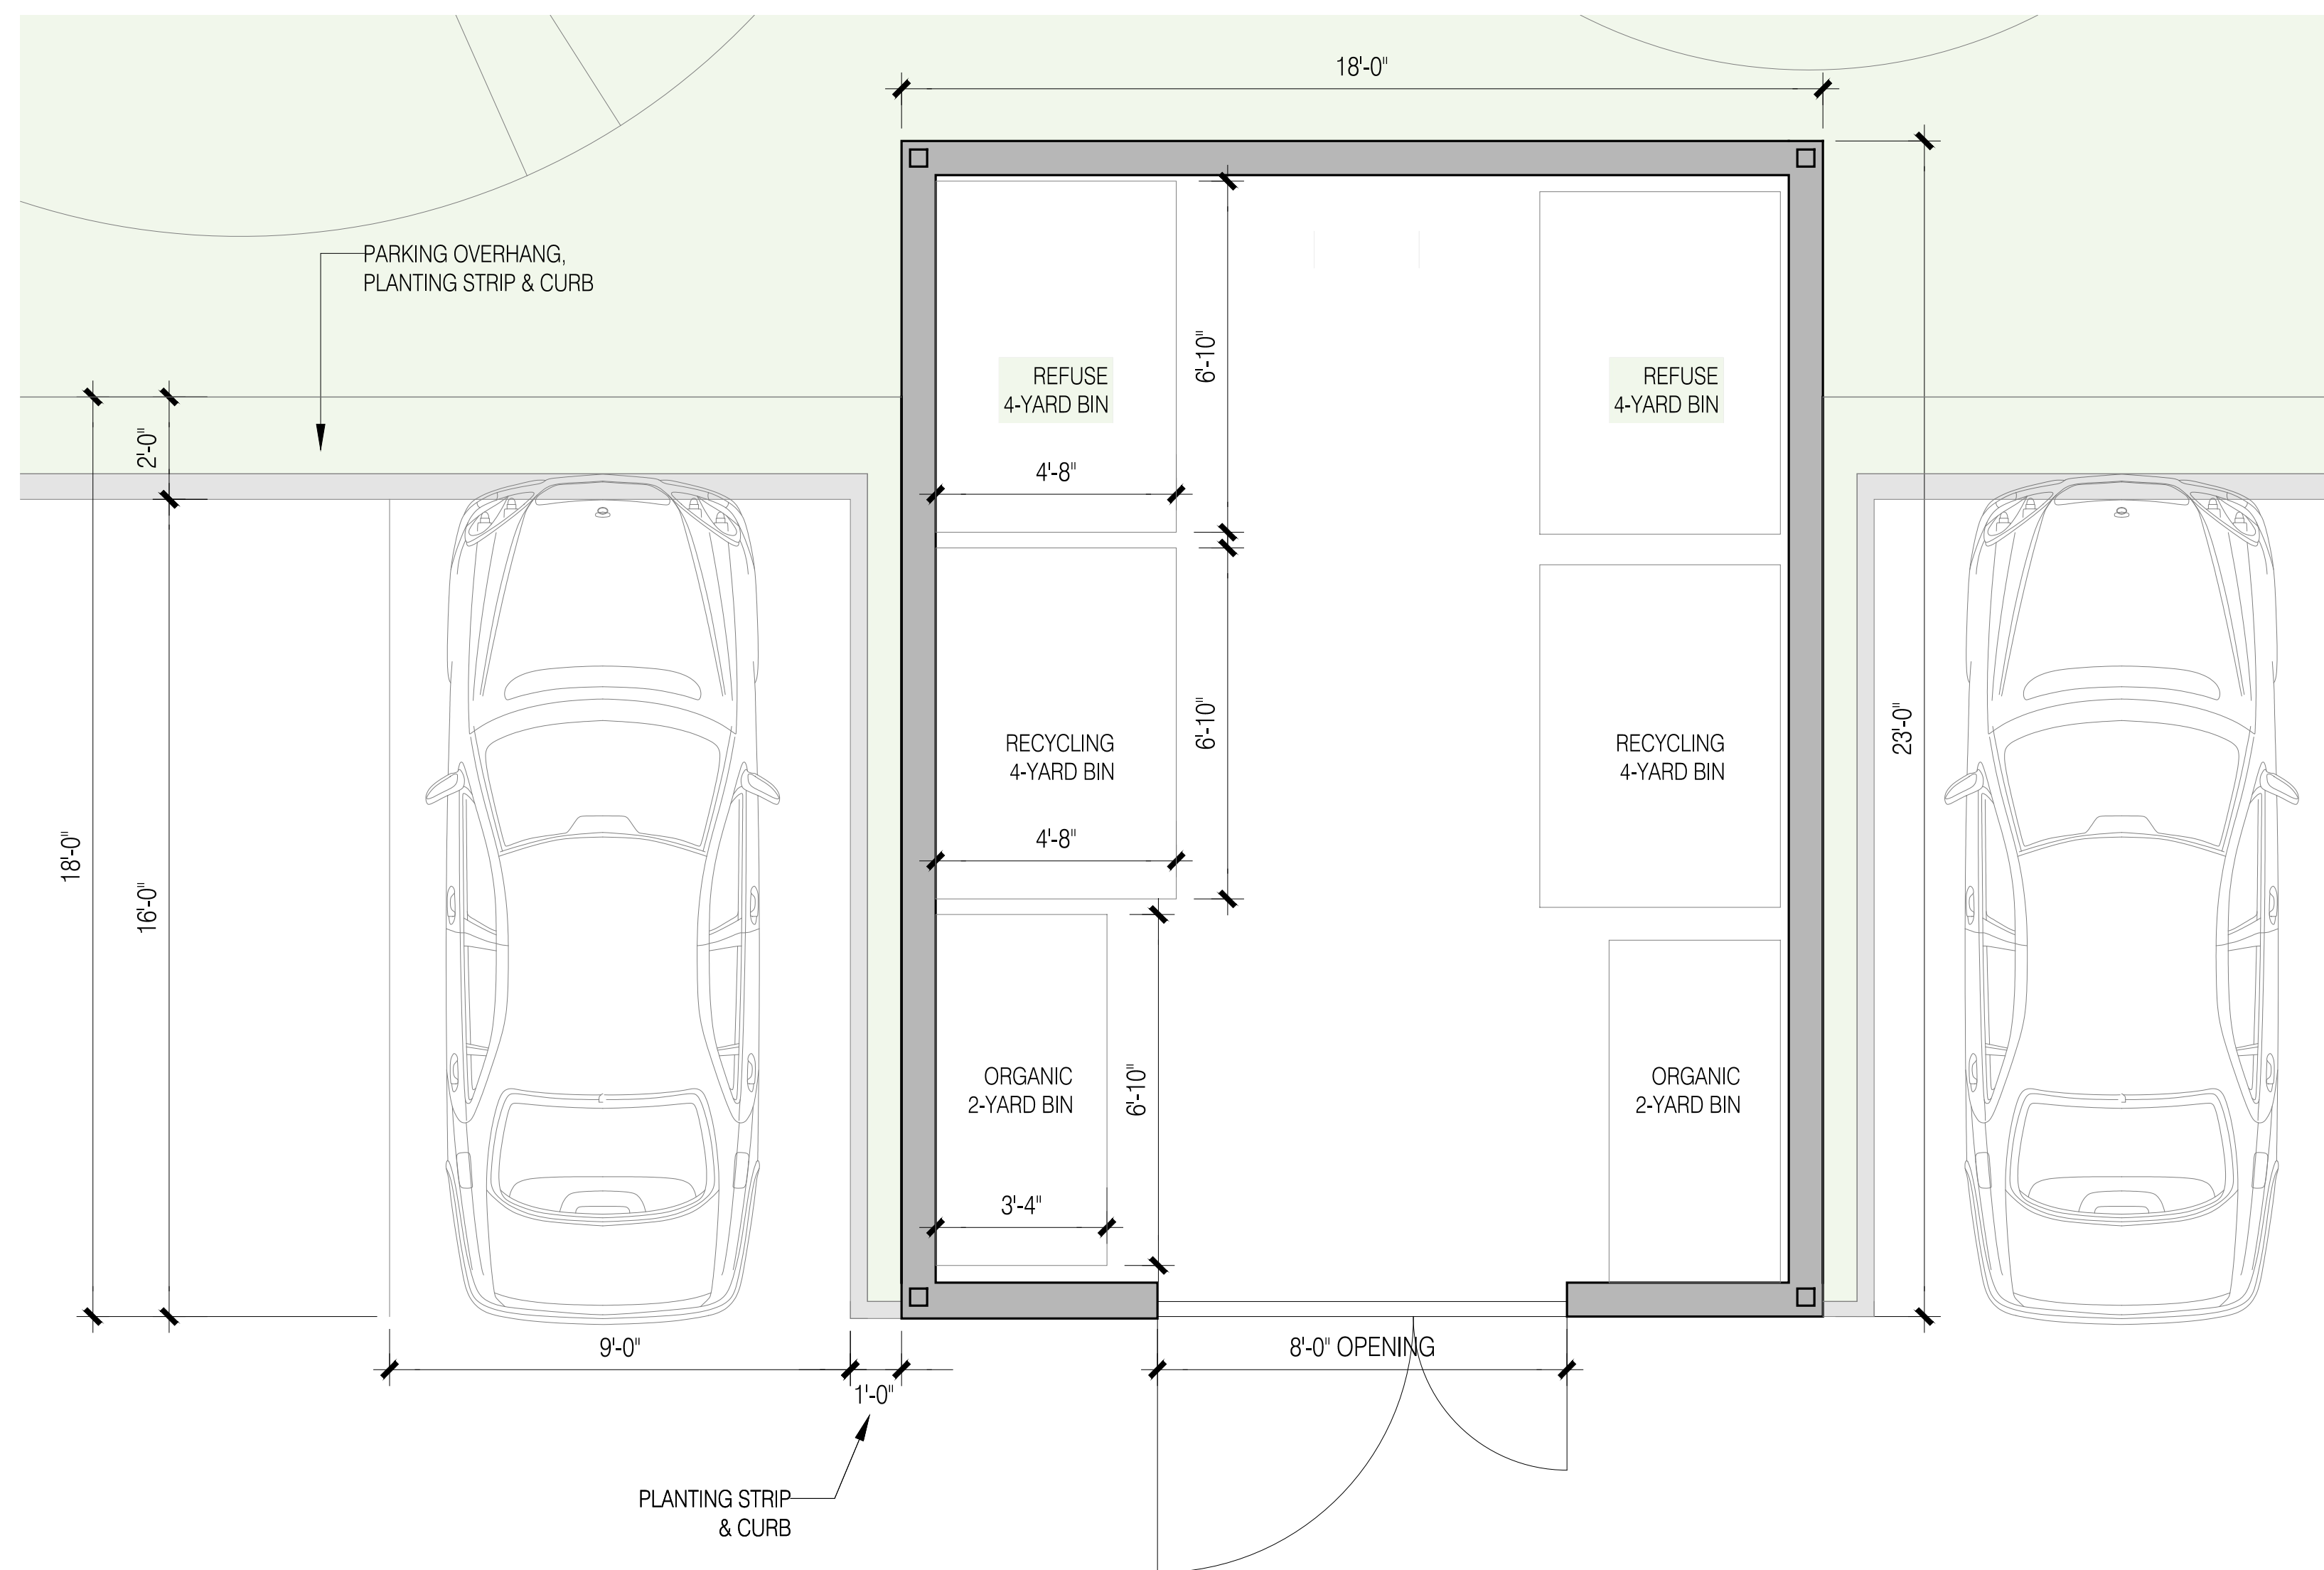 18'-0"
PARKING OVERHANG,
PLANTING STRIP & CURB
REFUSE
4-YARD BIN
6'-10"
REFUSE
4-YARD BIN
2'-0"
4'-8"
RECYCLING
4-YARD BIN
6'-10"
RECYCLING
4-YARD BIN
23'-0"
4'-8"
18'-0"
16'-0"
ORGANIC
2-YARD BIN
6'-10"
ORGANIC
2-YARD BIN
3'-4"
9'-0"
8'-0" OPENING
1'-0"
PLANTING STRIP
& CURB